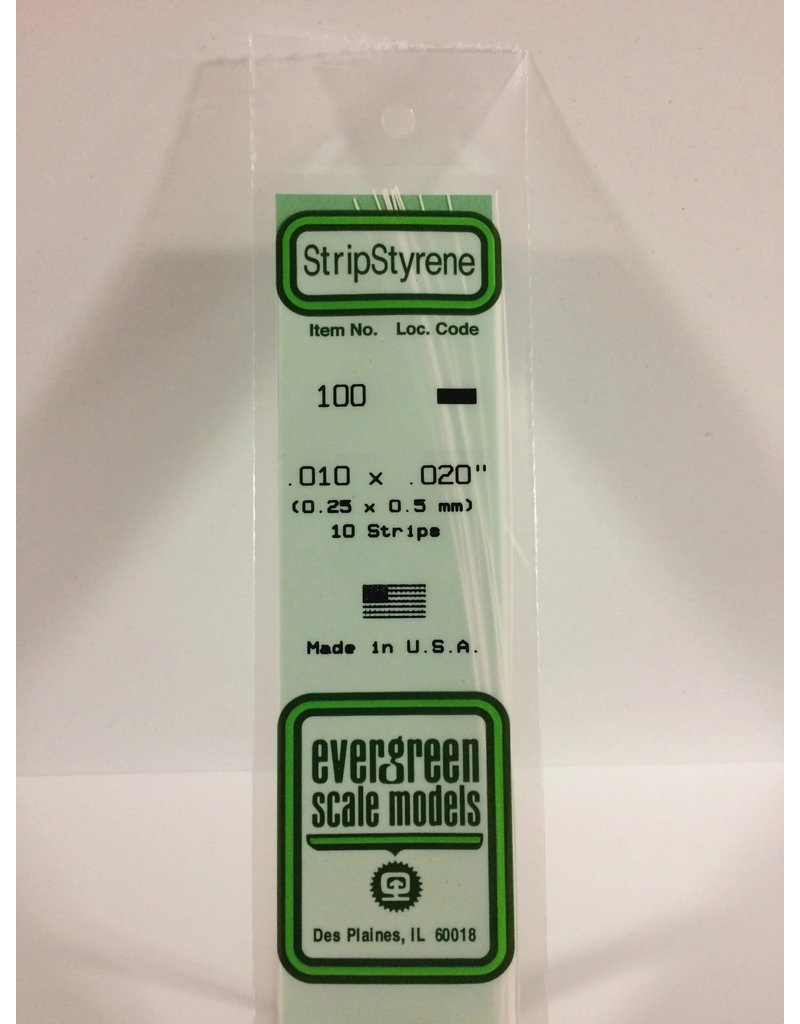 StripStyrene
Item No. Loc. Code
100
.010 x .020"
(0.25 x 0.5 mm)
10 Strips
Made in U.S.A.
evergreen
scale models
Des Plaines, IL 60018